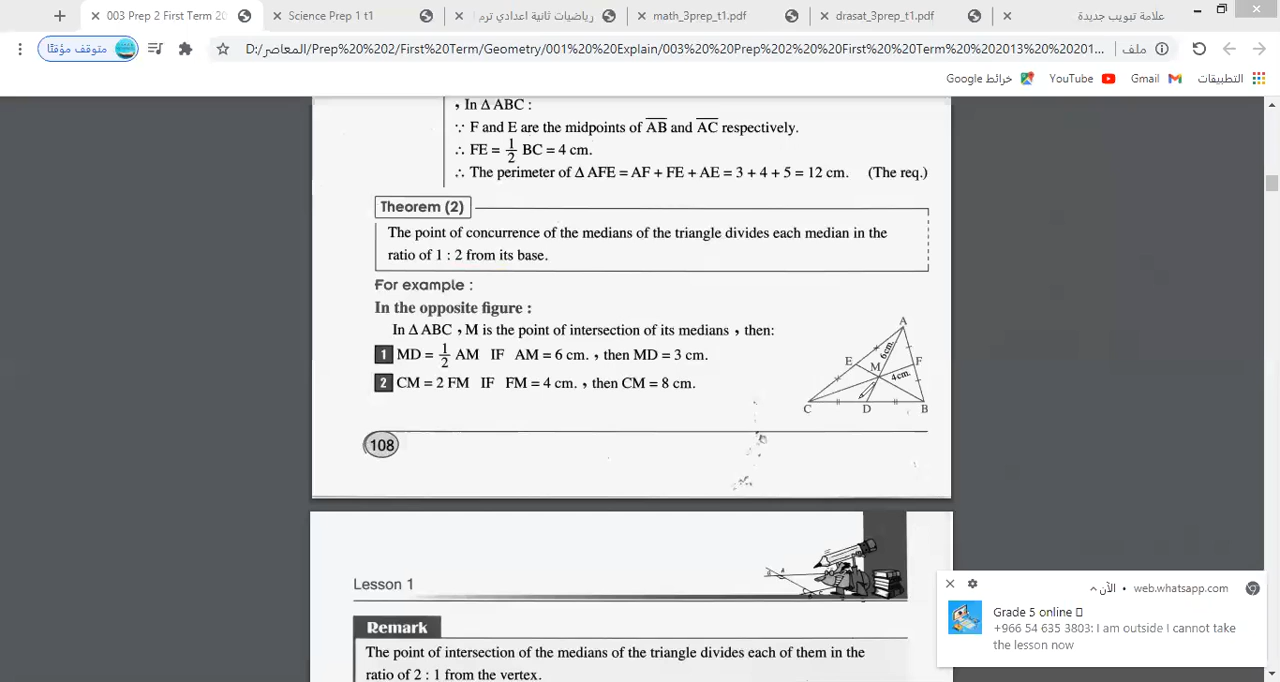 003 Prep 2 First Term 20
Science Prep 1 t1
رياضيات ثانية اعدادي ترم ا
math_3prep_t1.pdf
drasat_3prep_t1.pdf
علامة تبويب جديدة
متوقف مؤقتًا
D:/المعاصر/Prep%20%202/First%20Term/Geometry/001%20%20Explain/003%20%20Prep%202%20%20First%20%20Term%20%202013%20%20201...
ملف
خرائط Google
YouTube
Gmail
التطبيقات
, In Δ ABC :
∵ F and E are the midpoints of AB and AC respectively.
∴ FE = 1/2 BC = 4 cm.
∴ The perimeter of Δ AFE = AF + FE + AE = 3 + 4 + 5 = 12 cm. (The req.)
Theorem (2)
The point of concurrence of the medians of the triangle divides each median in the
ratio of 1 : 2 from its base.
For example :
In the opposite figure :
In Δ ABC , M is the point of intersection of its medians , then:
1 MD = 1/2 AM IF AM = 6 cm. , then MD = 3 cm.
2 CM = 2 FM IF FM = 4 cm. , then CM = 8 cm.
A
E
6cm.
M
F
4cm.
C
D
B
108
Lesson 1
Remark
The point of intersection of the medians of the triangle divides each of them in the
ratio of 2 : 1 from the vertex.
الآن • web.whatsapp.com
Grade 5 online
+966 54 635 3803: I am outside I cannot take
the lesson now